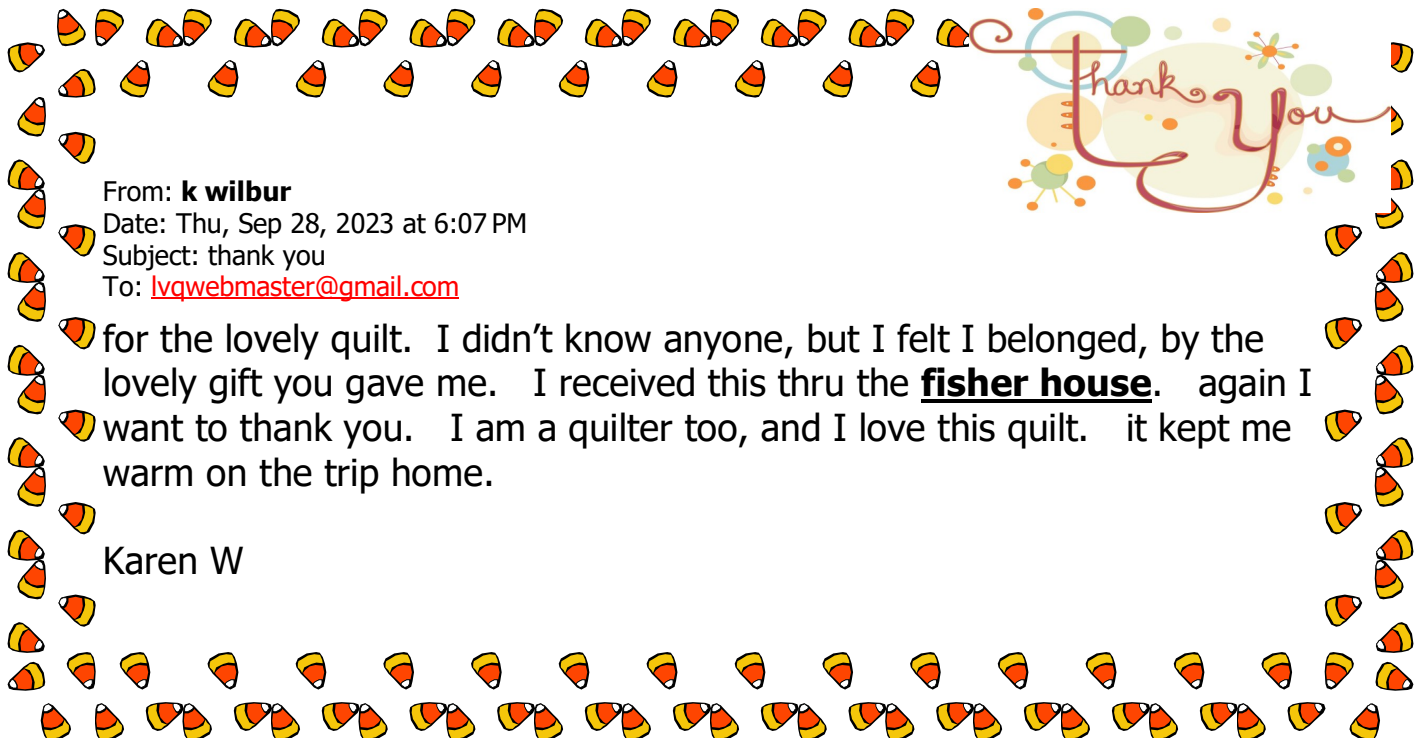 Thank You
From: k wilbur
Date: Thu, Sep 28, 2023 at 6:07 PM
Subject: thank you
To: lvqwebmaster@gmail.com
for the lovely quilt.  I didn’t know anyone, but I felt I belonged, by the
lovely gift you gave me.   I received this thru the fisher house.   again I
want to thank you.   I am a quilter too, and I love this quilt.   it kept me
warm on the trip home.
Karen W